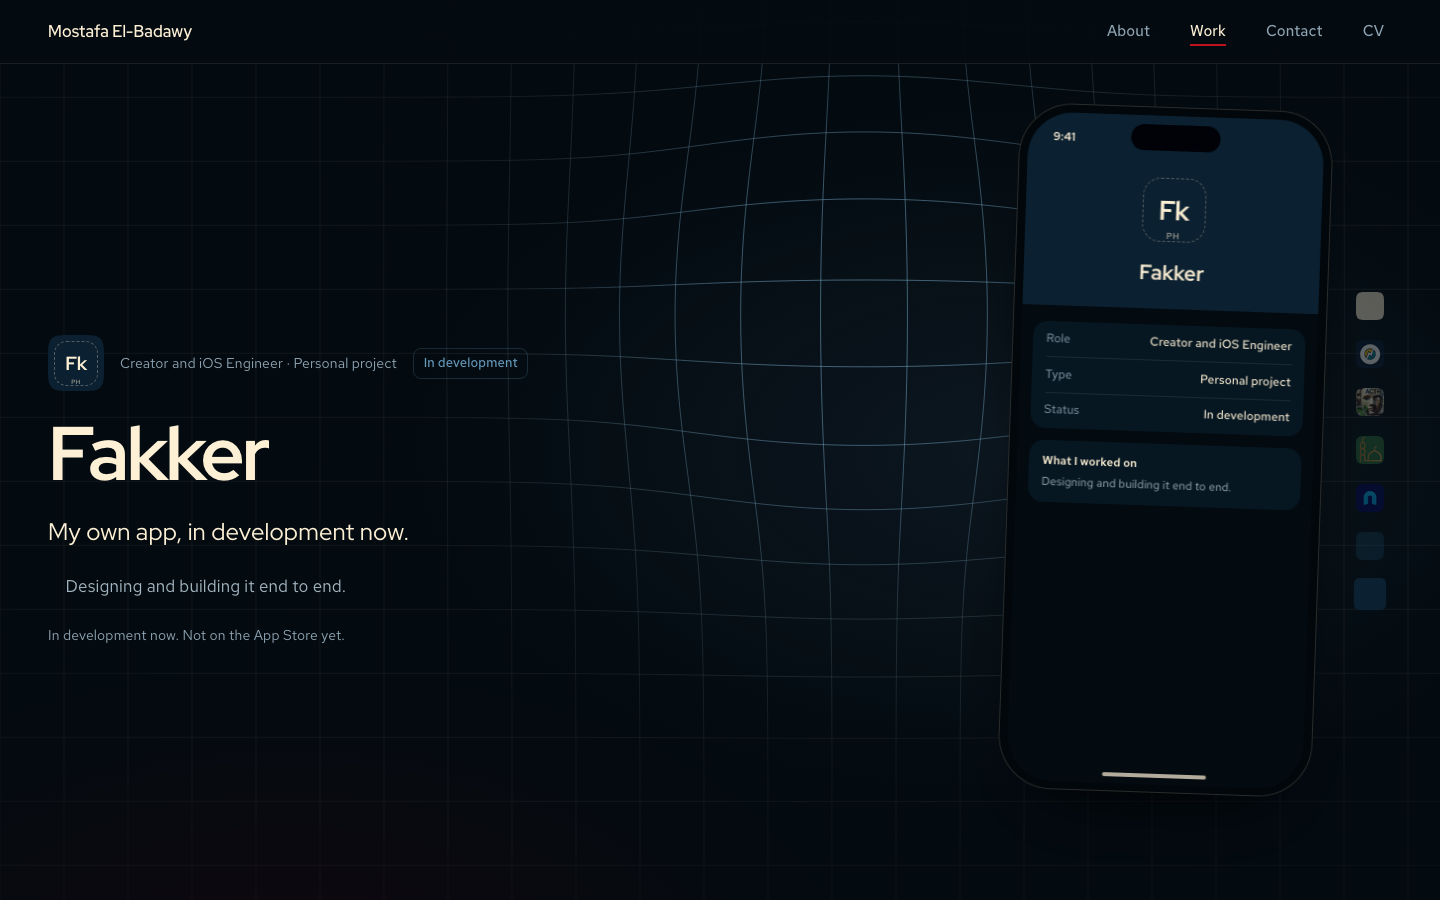 Mostafa El-Badawy
About
Work
Contact
CV
Fk
PH
Creator and iOS Engineer · Personal project
In development
Fakker
My own app, in development now.
Designing and building it end to end.
In development now. Not on the App Store yet.
9:41
Fk
PH
Fakker
Role
Creator and iOS Engineer
Type
Personal project
Status
In development
What I worked on
Designing and building it end to end.